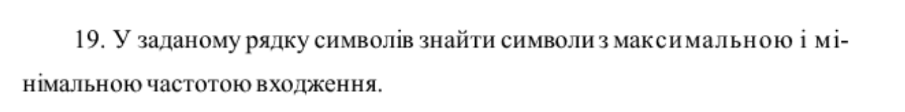 19. У заданому рядку символів знайти символи з максимальною і мі-
німальною частотою входження.